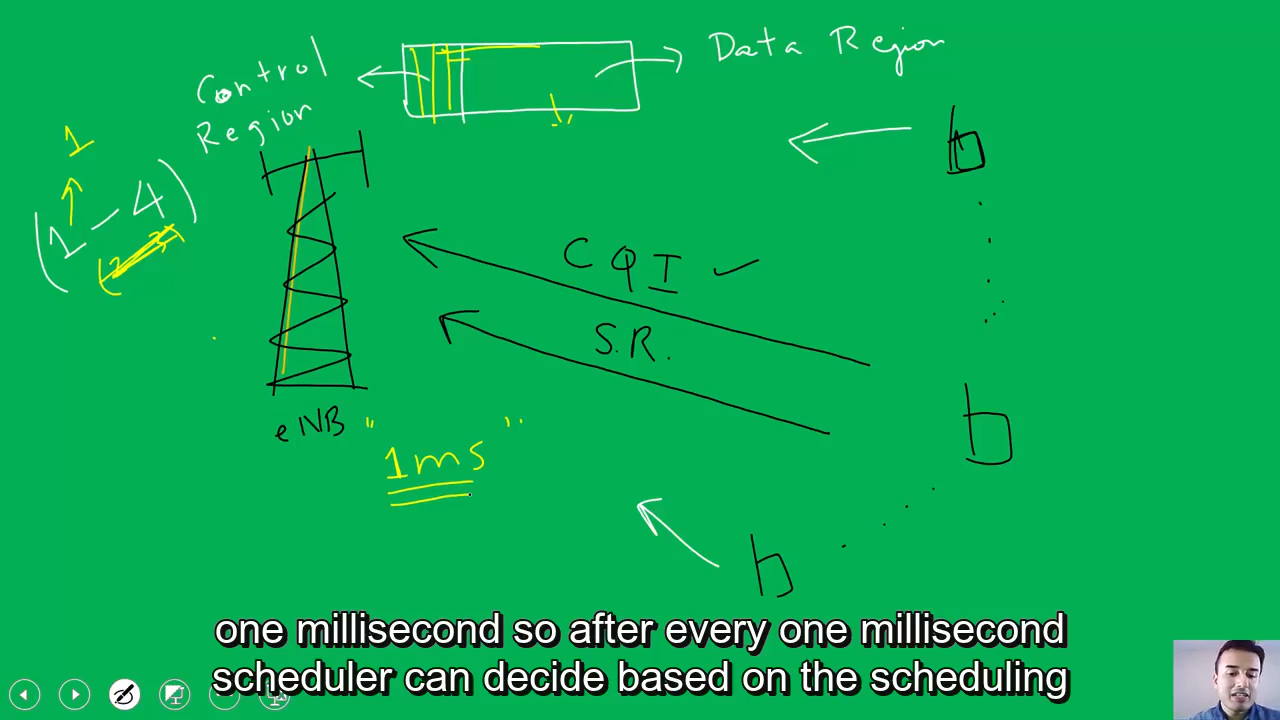 Control
Region
Data Region
1
(1-4)
CQI ✓
S.R.
eNB
"1ms"
one millisecond so after every one millisecond
scheduler can decide based on the scheduling